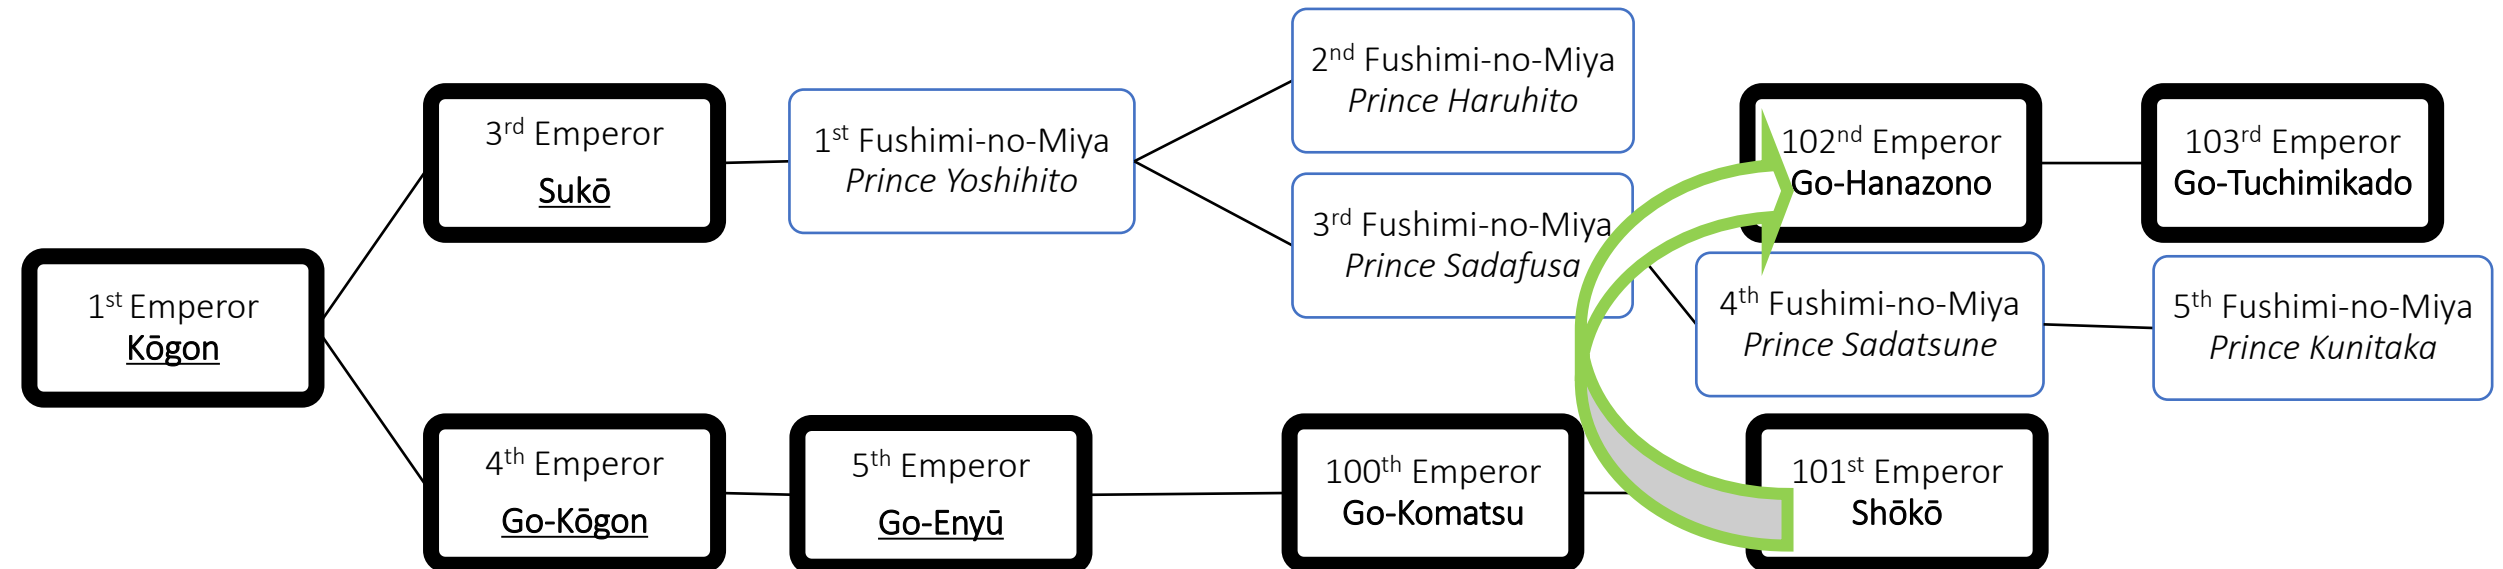 2nd Fushimi-no-Miya
Prince Haruhito
3rd Emperor
Sukō
1st Fushimi-no-Miya
Prince Yoshihito
102nd Emperor
Go-Hanazono
103rd Emperor
Go-Tuchimikado
3rd Fushimi-no-Miya
Prince Sadafusa
1st Emperor
Kōgon
4th Fushimi-no-Miya
Prince Sadatsune
5th Fushimi-no-Miya
Prince Kunitaka
4th Emperor
Go-Kōgon
5th Emperor
Go-Enyū
100th Emperor
Go-Komatsu
101st Emperor
Shōkō